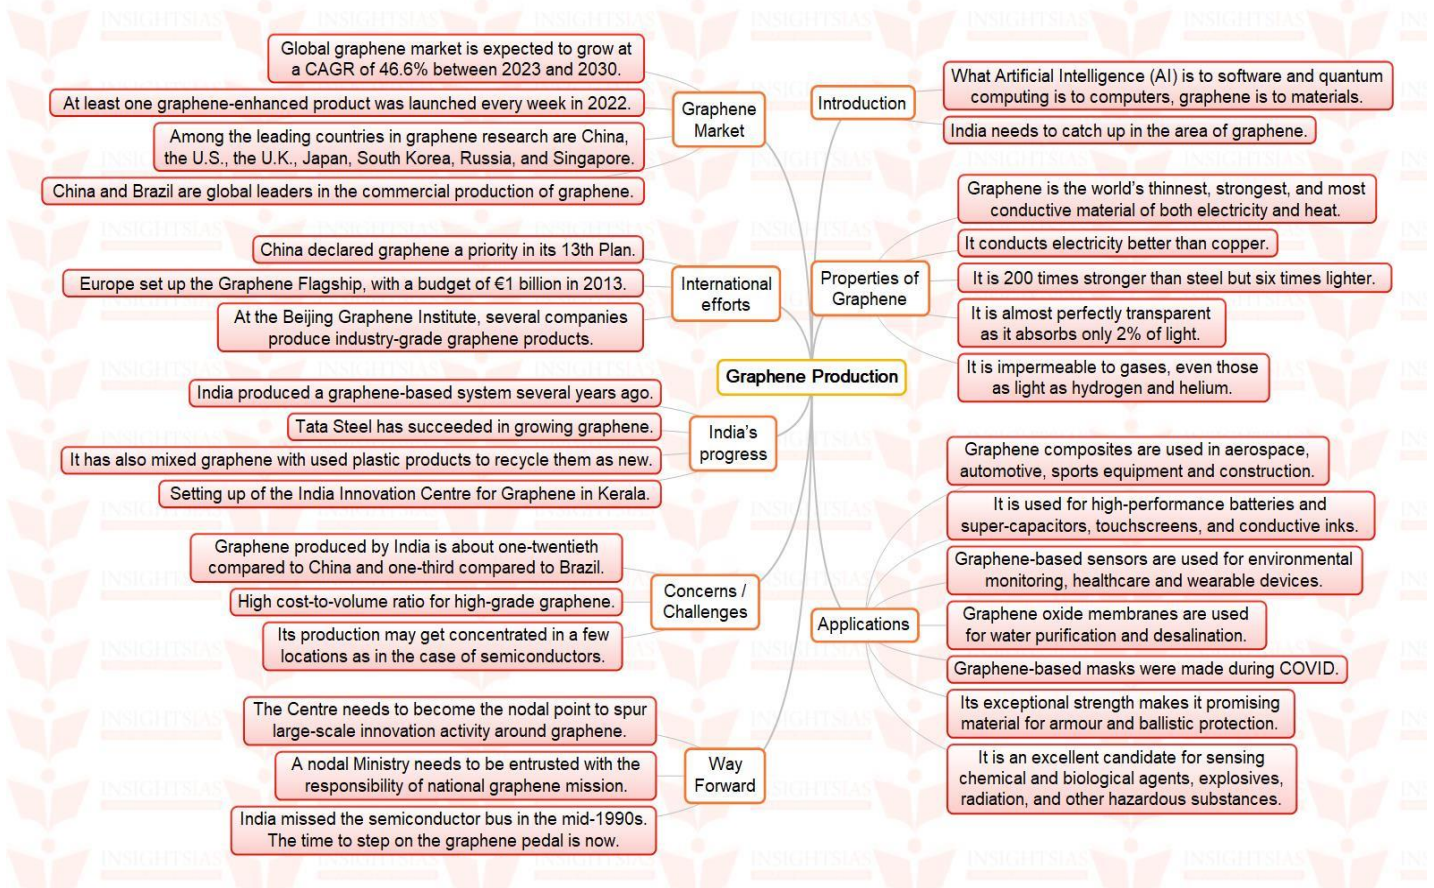 Graphene Production
Introduction
What Artificial Intelligence (AI) is to software and quantum
computing is to computers, graphene is to materials.
India needs to catch up in the area of graphene.
Properties of
Graphene
Graphene is the world's thinnest, strongest, and most
conductive material of both electricity and heat.
It conducts electricity better than copper.
It is 200 times stronger than steel but six times lighter.
It is almost perfectly transparent
as it absorbs only 2% of light.
It is impermeable to gases, even those
as light as hydrogen and helium.
Applications
Graphene composites are used in aerospace,
automotive, sports equipment and construction.
It is used for high-performance batteries and
super-capacitors, touchscreens, and conductive inks.
Graphene-based sensors are used for environmental
monitoring, healthcare and wearable devices.
Graphene oxide membranes are used
for water purification and desalination.
Graphene-based masks were made during COVID.
Its exceptional strength makes it promising
material for armour and ballistic protection.
It is an excellent candidate for sensing
chemical and biological agents, explosives,
radiation, and other hazardous substances.
Graphene
Market
Global graphene market is expected to grow at
a CAGR of 46.6% between 2023 and 2030.
At least one graphene-enhanced product was launched every week in 2022.
Among the leading countries in graphene research are China,
the U.S., the U.K., Japan, South Korea, Russia, and Singapore.
China and Brazil are global leaders in the commercial production of graphene.
International
efforts
China declared graphene a priority in its 13th Plan.
Europe set up the Graphene Flagship, with a budget of €1 billion in 2013.
At the Beijing Graphene Institute, several companies
produce industry-grade graphene products.
India's
progress
India produced a graphene-based system several years ago.
Tata Steel has succeeded in growing graphene.
It has also mixed graphene with used plastic products to recycle them as new.
Setting up of the India Innovation Centre for Graphene in Kerala.
Concerns /
Challenges
Graphene produced by India is about one-twentieth
compared to China and one-third compared to Brazil.
High cost-to-volume ratio for high-grade graphene.
Its production may get concentrated in a few
locations as in the case of semiconductors.
Way
Forward
The Centre needs to become the nodal point to spur
large-scale innovation activity around graphene.
A nodal Ministry needs to be entrusted with the
responsibility of national graphene mission.
India missed the semiconductor bus in the mid-1990s.
The time to step on the graphene pedal is now.
INSIGHTSIAS